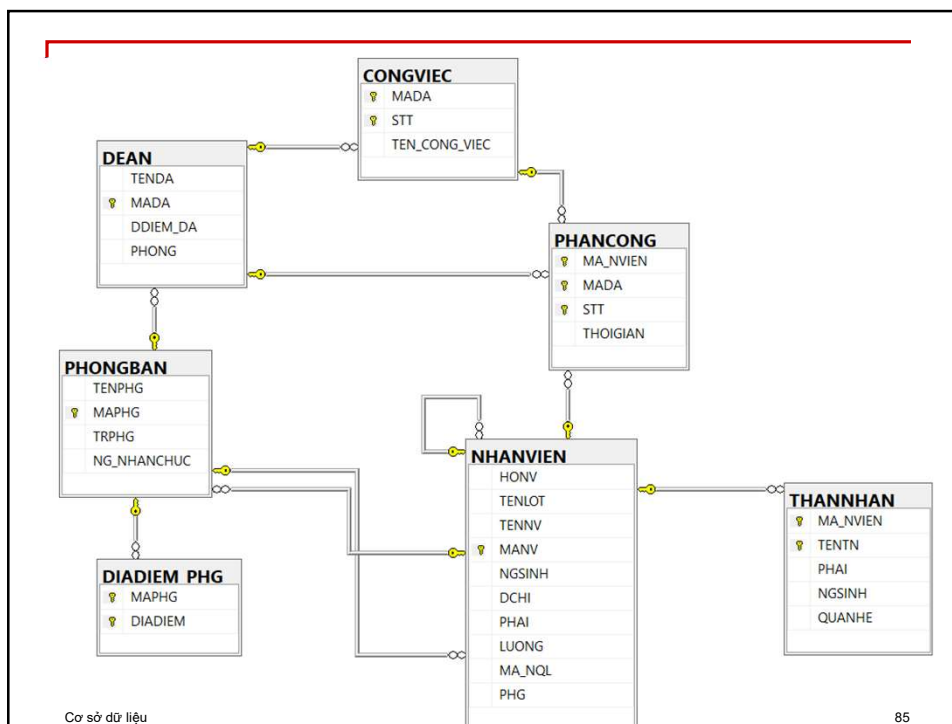 CONGVIEC
MADA
STT
TEN_CONG_VIEC
DEAN
TENDA
MADA
DDIEM_DA
PHONG
PHANCONG
MA_NVIEN
MADA
STT
THOIGIAN
PHONGBAN
TENPHG
MAPHG
TRPHG
NG_NHANCHUC
NHANVIEN
HONV
TENLOT
TENNV
MANV
NGSINH
DCHI
PHAI
LUONG
MA_NQL
PHG
THANNHAN
MA_NVIEN
TENTN
PHAI
NGSINH
QUANHE
DIADIEM_PHG
MAPHG
DIADIEM
Cơ sở dữ liệu
85